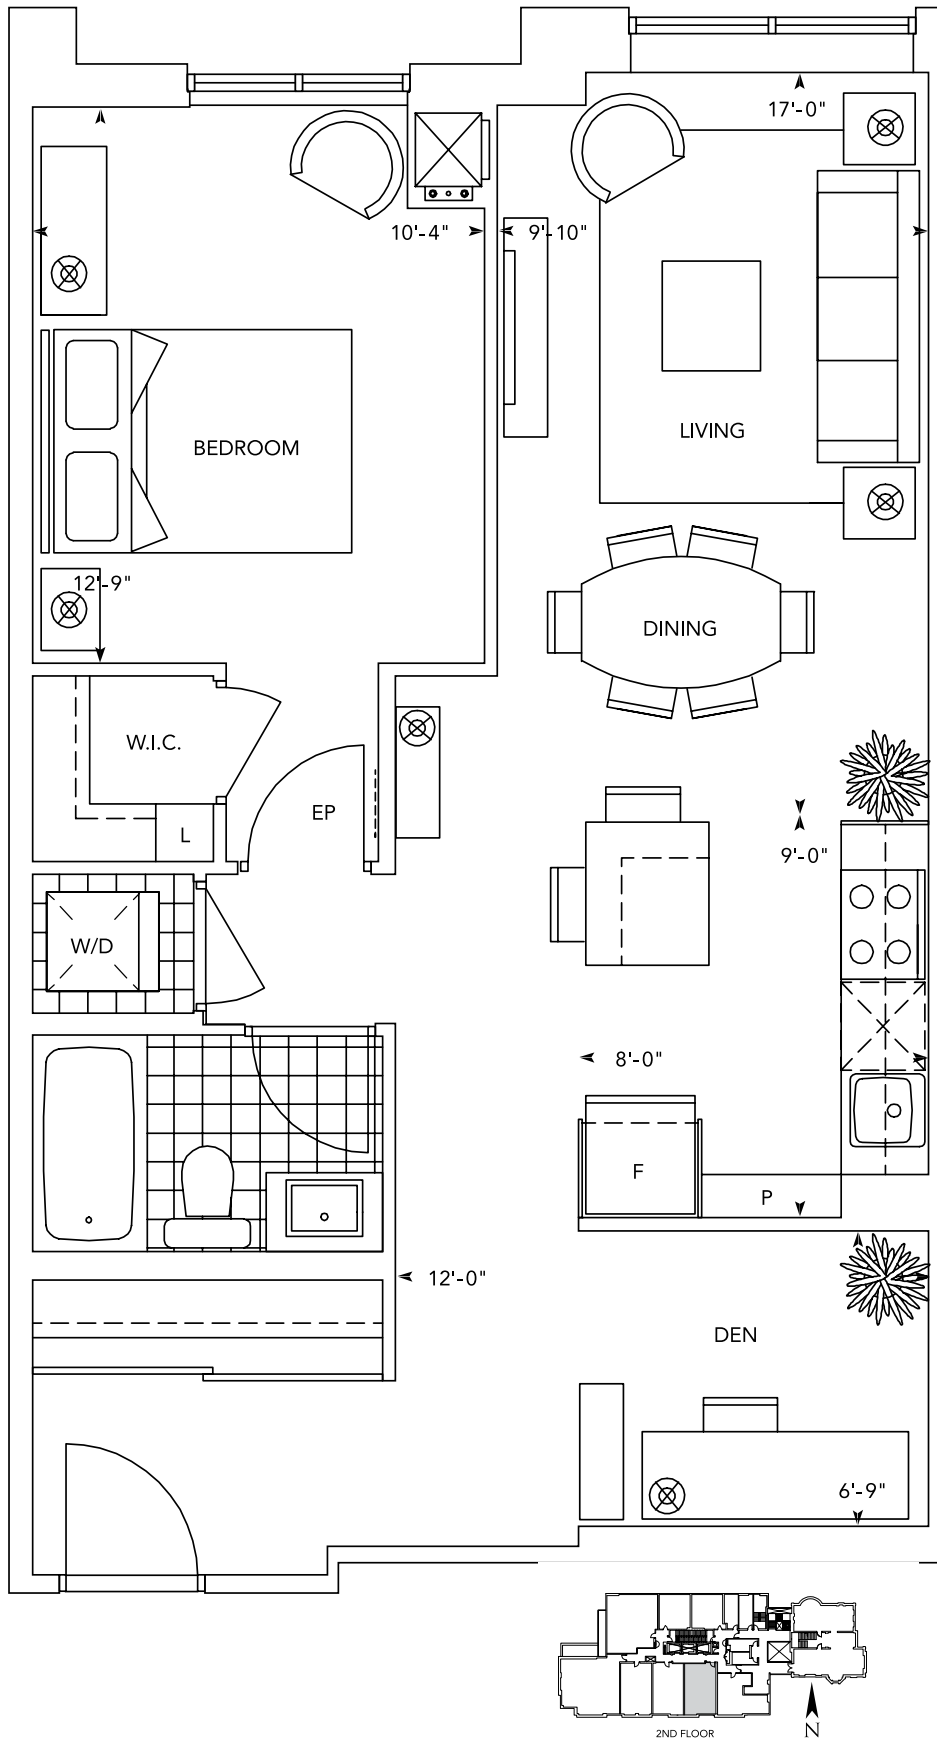 17'-0"
10'-4"
9'-10"
LIVING
BEDROOM
12'-9"
DINING
W.I.C.
EP
L
9'-0"
W/D
8'-0"
F
P
12'-0"
DEN
6'-9"
2ND FLOOR
N